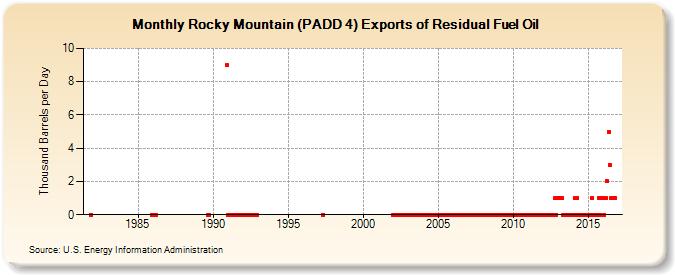 Monthly Rocky Mountain (PADD 4) Exports of Residual Fuel Oil
Thousand Barrels per Day
10
8
6
4
2
0
1985 1990 1995 2000 2005 2010 2015
Source: U.S. Energy Information Administration